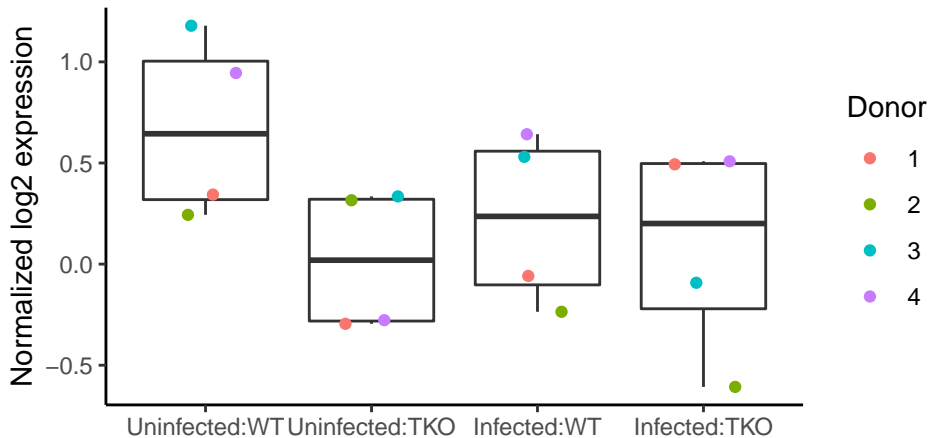 Normalized log2 expression
1.0
0.5
0.0
−0.5
Uninfected:WT
Uninfected:TKO
Infected:WT
Infected:TKO
Donor
1
2
3
4